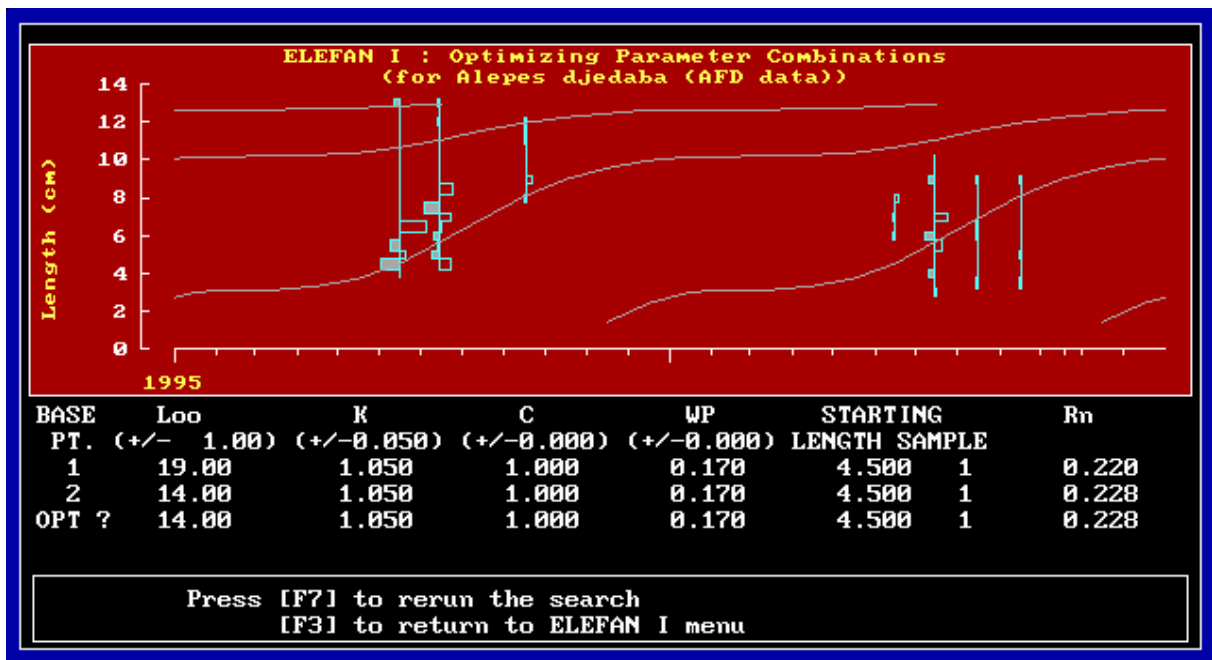 ELEFAN I : Optimizing Parameter Combinations
(for Alepes djedaba (AFD data))
14
12
10
8
6
4
2
0
Length (cm)
1995
BASE Loo K C WP STARTING Rn
PT. (+/- 1.00) (+/-0.050) (+/-0.000) (+/-0.000) LENGTH SAMPLE
1 19.00 1.050 1.000 0.170 4.500 1 0.220
2 14.00 1.050 1.000 0.170 4.500 1 0.228
OPT ? 14.00 1.050 1.000 0.170 4.500 1 0.228
Press [F7] to rerun the search
[F3] to return to ELEFAN I menu